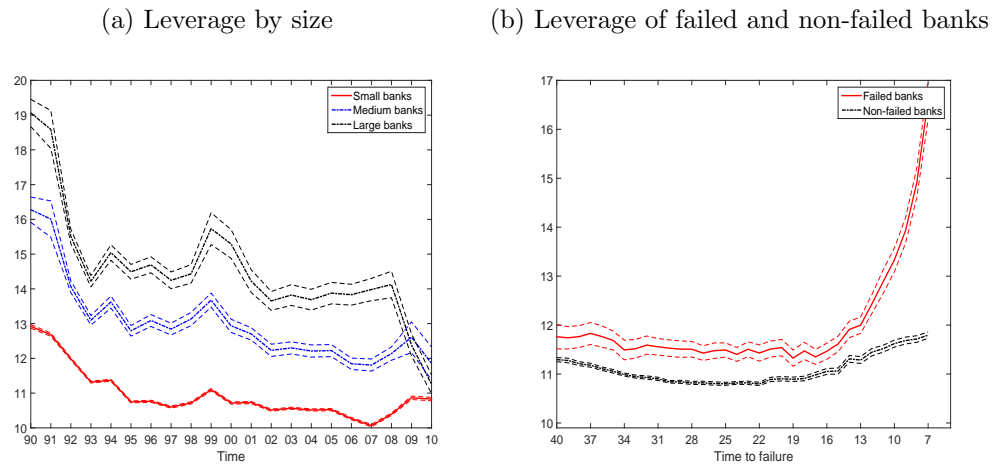 (a) Leverage by size
20
19
18
17
16
15
14
13
12
11
10
90 91 92 93 94 95 96 97 98 99 00 01 02 03 04 05 06 07 08 09 10
Time
Small banks
Medium banks
Large banks
(b) Leverage of failed and non-failed banks
17
16
15
14
13
12
11
10
40 37 34 31 28 25 22 19 16 13 10 7
Time to failure
Failed banks
Non-failed banks